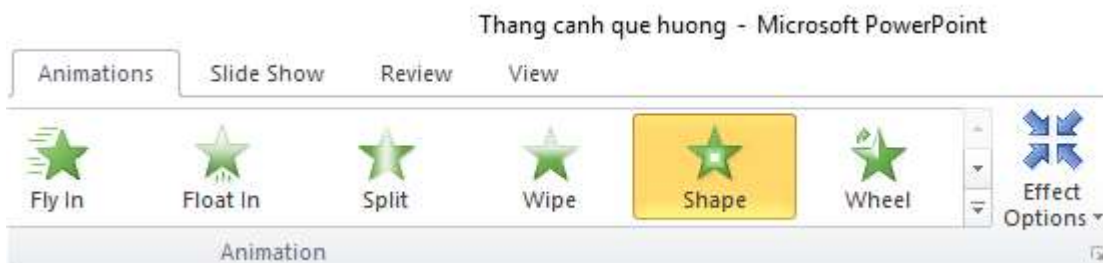 Thang canh que huong - Microsoft PowerPoint
Animations Slide Show Review View
Fly In Float In Split Wipe Shape Wheel
Effect
Options
Animation